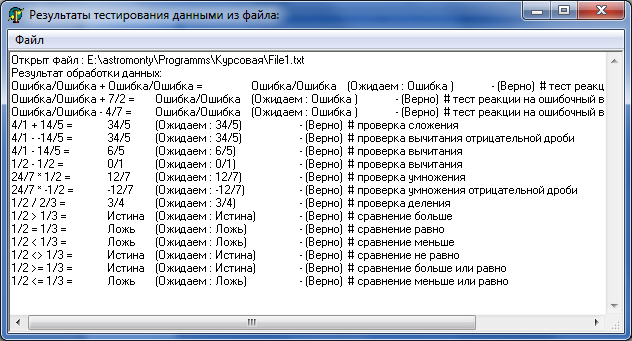 Результаты тестирования данными из файла:
Файл
Открыт файл : E:\astromonty\Programms\Курсовая\File1.txt
Результат обработки данных:
Ошибка/Ошибка + Ошибка/Ошибка = Ошибка/Ошибка (Ожидаем : Ошибка ) - (Верно) # тест реакц
Ошибка/Ошибка + 7/2 = Ошибка/Ошибка (Ожидаем : Ошибка ) - (Верно) # тест реакции на ошибочный в
Ошибка/Ошибка - 4/7 = Ошибка/Ошибка (Ожидаем : Ошибка ) - (Верно) # тест реакции на ошибочный в
4/1 + 14/5 = 34/5 (Ожидаем : 34/5) - (Верно) # проверка сложения
4/1 - -14/5 = 34/5 (Ожидаем : 34/5) - (Верно) # проверка вычитания отрицательной дроби
4/1 - 14/5 = 6/5 (Ожидаем : 6/5) - (Верно) # проверка вычитания
1/2 - 1/2 = 0/1 (Ожидаем : 0/1) - (Верно) # проверка вычитания
24/7 * 1/2 = 12/7 (Ожидаем : 12/7) - (Верно) # проверка умножения
24/7 * -1/2 = -12/7 (Ожидаем : -12/7) - (Верно) # проверка умножения отрицательной дроби
1/2 / 2/3 = 3/4 (Ожидаем : 3/4) - (Верно) # проверка деления
1/2 > 1/3 = Истина (Ожидаем : Истина) - (Верно) # сравнение больше
1/2 = 1/3 = Ложь (Ожидаем : Ложь) - (Верно) # сравнение равно
1/2 < 1/3 = Ложь (Ожидаем : Ложь) - (Верно) # сравнение меньше
1/2 <> 1/3 = Истина (Ожидаем : Истина) - (Верно) # сравнение не равно
1/2 >= 1/3 = Истина (Ожидаем : Истина) - (Верно) # сравнение больше или равно
1/2 <= 1/3 = Ложь (Ожидаем : Ложь) - (Верно) # сравнение меньше или равно